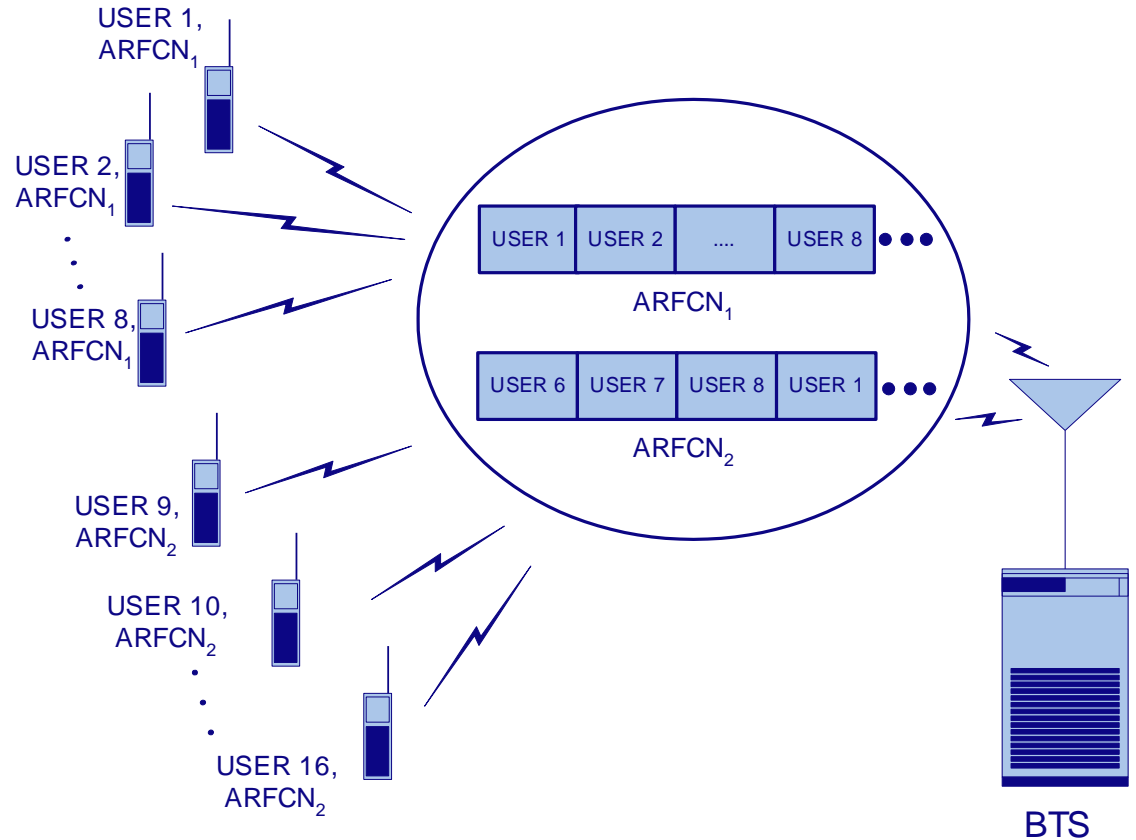 USER 1,
ARFCN₁
USER 2,
ARFCN₁
USER 8,
ARFCN₁
USER 9,
ARFCN₂
USER 10,
ARFCN₂
USER 16,
ARFCN₂
USER 1 USER 2 .... USER 8
ARFCN₁
USER 6 USER 7 USER 8 USER 1
ARFCN₂
BTS